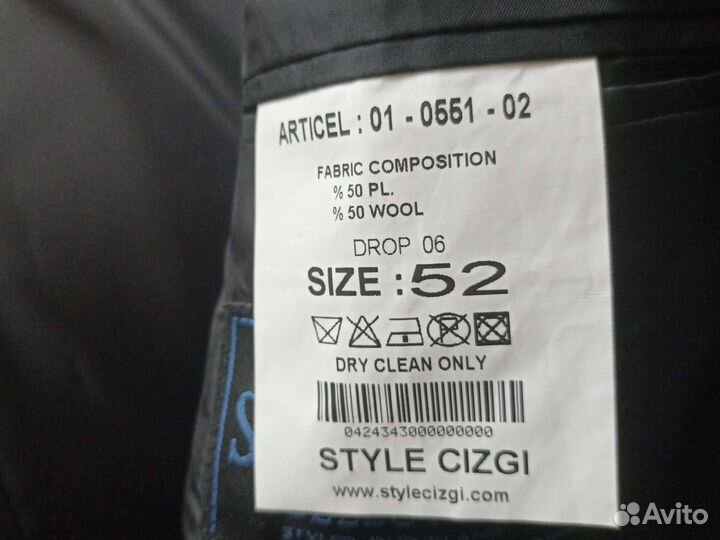 ARTICEL : 01 - 0551 - 02
FABRIC COMPOSITION
% 50 PL.
% 50 WOOL
DROP 06
SIZE : 52
P
DRY CLEAN ONLY
0424343000000000
STYLE CIZGI
www.stylecizgi.com
S
Avito